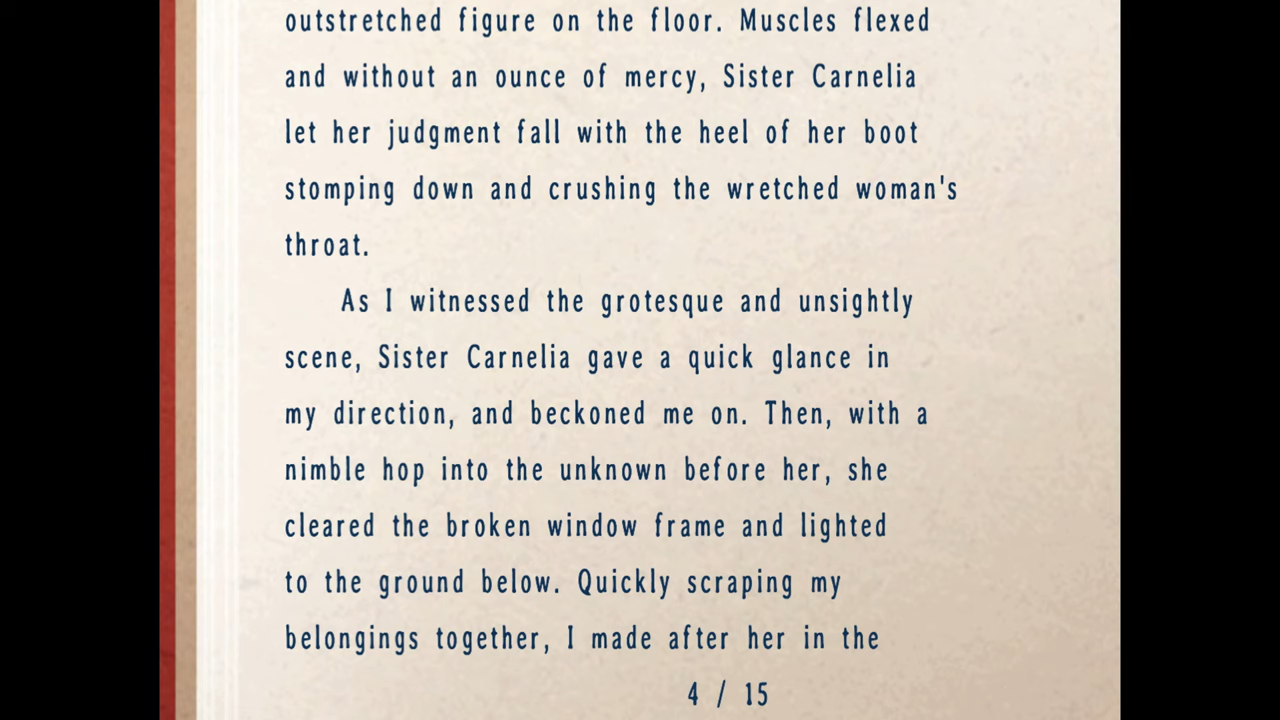 outstretched figure on the floor. Muscles flexed
and without an ounce of mercy, Sister Carnelia
let her judgment fall with the heel of her boot
stomping down and crushing the wretched woman's
throat.
As I witnessed the grotesque and unsightly
scene, Sister Carnelia gave a quick glance in
my direction, and beckoned me on. Then, with a
nimble hop into the unknown before her, she
cleared the broken window frame and lighted
to the ground below. Quickly scraping my
belongings together, I made after her in the
4 / 15